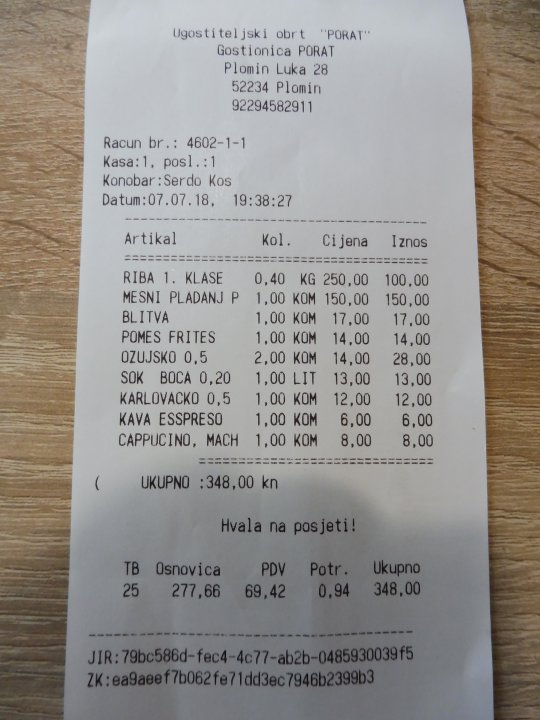 Ugostiteljski obrt "PORAT"
Gostionica PORAT
Plomin Luka 28
52234 Plomin
92294582911
Racun br.: 4602-1-1
Kasa:1, posl.:1
Konobar:Serdo Kos
Datum:07.07.18, 19:38:27
Artikal Kol. Cijena Iznos
RIBA 1. KLASE 0,40 KG 250,00 100,00
MESNI PLADANJ P 1,00 KOM 150,00 150,00
BLITVA 1,00 KOM 17,00 17,00
POMES FRITES 1,00 KOM 14,00 14,00
OZUJSKO 0,5 2,00 KOM 14,00 28,00
SOK BOCA 0,20 1,00 LIT 13,00 13,00
KARLOVACKO 0,5 1,00 KOM 12,00 12,00
KAVA ESSPRESO 1,00 KOM 6,00 6,00
CAPPUCINO, MACH 1,00 KOM 8,00 8,00
( UKUPNO :348,00 kn
Hvala na posjeti!
TB Osnovica PDV Potr. Ukupno
25 277,66 69,42 0,94 348,00
JIR:79bc586d-fec4-4c77-ab2b-0485930039f5
ZK:ea9aeef7b062fe71dd3ec7946b2399b3